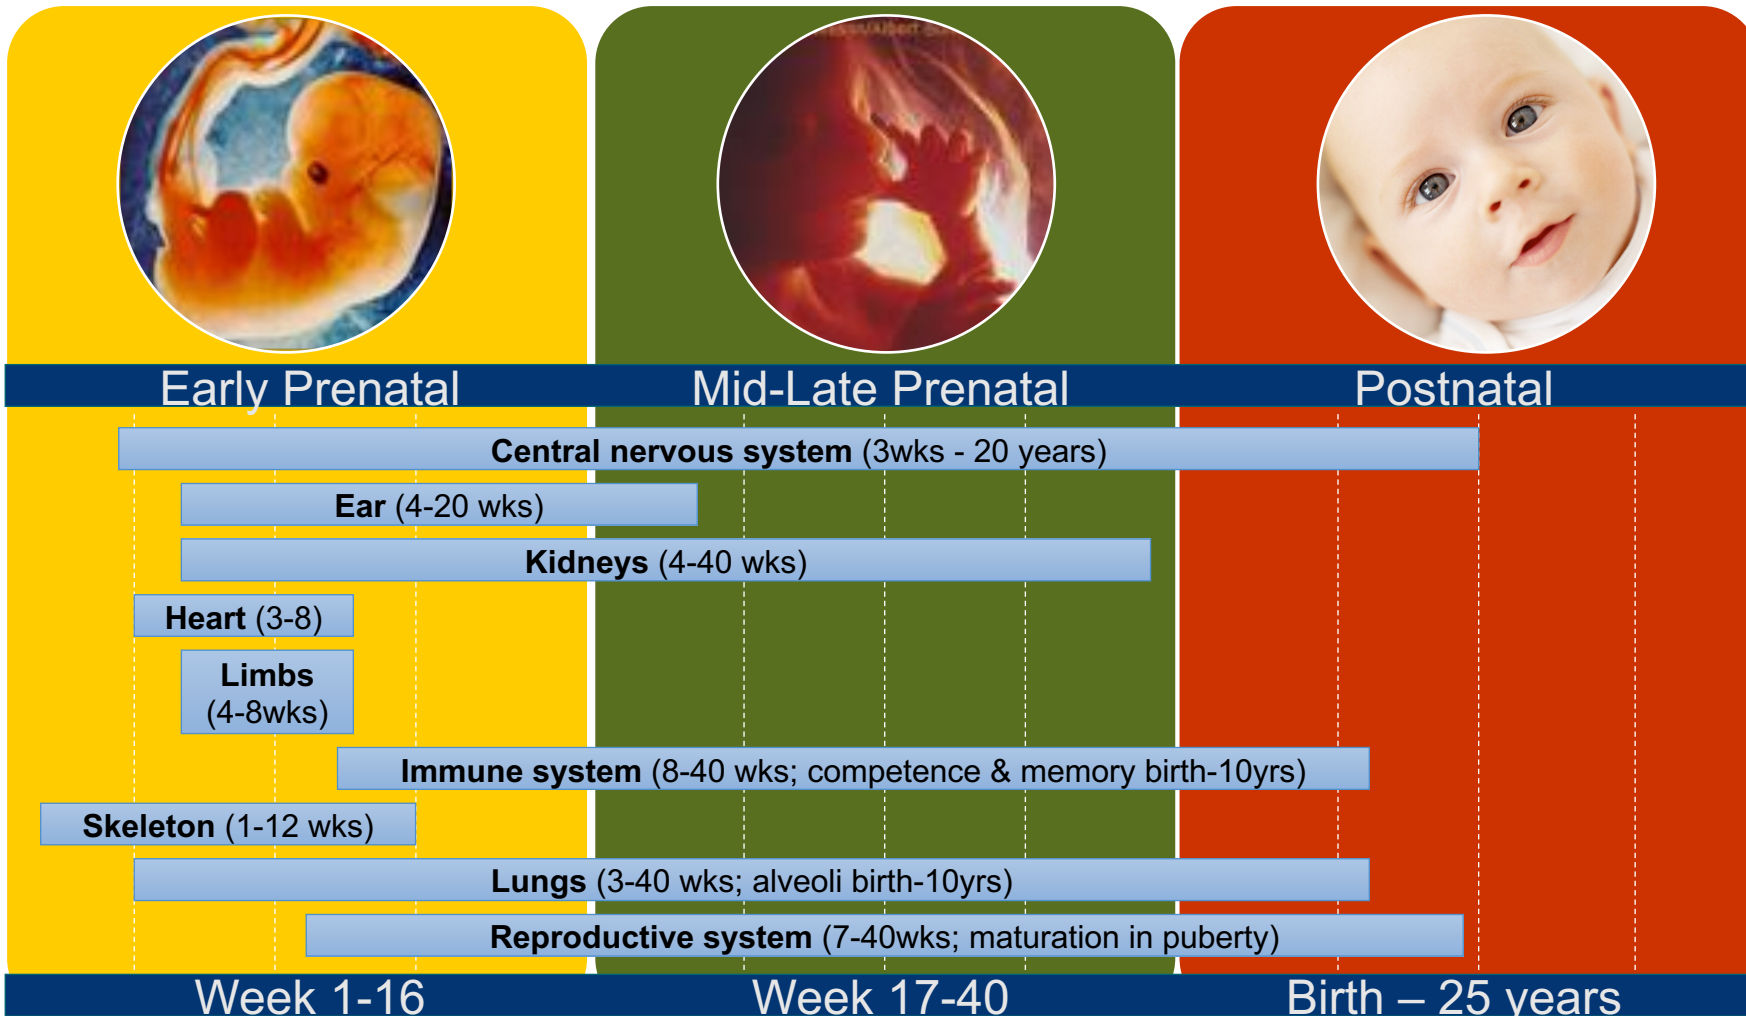 Early Prenatal
Mid-Late Prenatal
Postnatal
Central nervous system (3wks - 20 years)
Ear (4-20 wks)
Kidneys (4-40 wks)
Heart (3-8)
Limbs
(4-8wks)
Immune system (8-40 wks; competence & memory birth-10yrs)
Skeleton (1-12 wks)
Lungs (3-40 wks; alveoli birth-10yrs)
Reproductive system (7-40wks; maturation in puberty)
Week 1-16
Week 17-40
Birth – 25 years